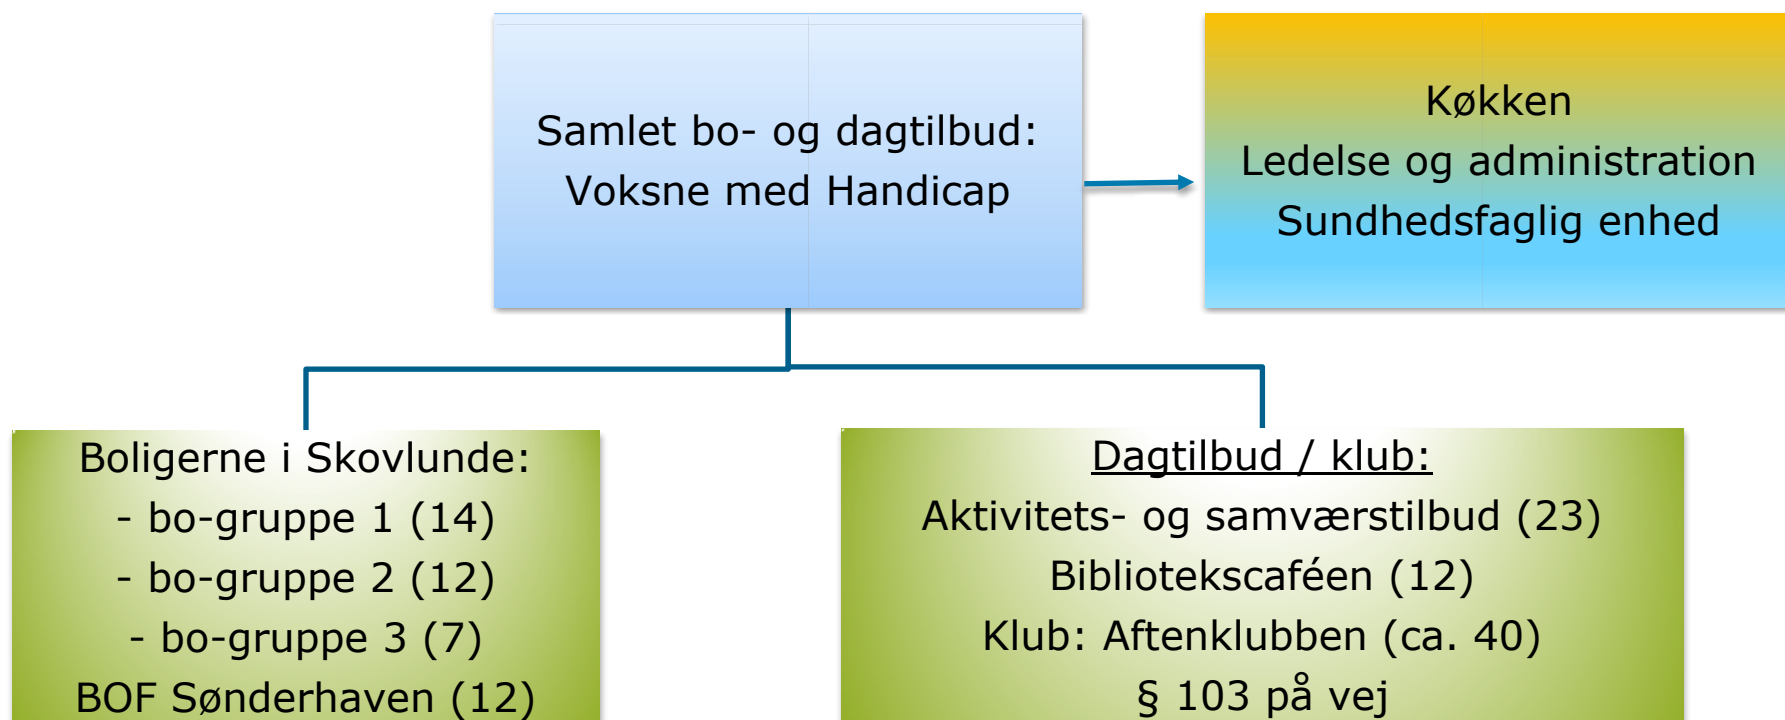 Samlet bo- og dagtilbud:
Voksne med Handicap
Køkken
Ledelse og administration
Sundhedsfaglig enhed
Boligerne i Skovlunde:
- bo-gruppe 1 (14)
- bo-gruppe 2 (12)
- bo-gruppe 3 (7)
BOF Sønderhaven (12)
Dagtilbud / klub:
Aktivitets- og samværstilbud (23)
Bibliotekscaféen (12)
Klub: Aftenklubben (ca. 40)
§ 103 på vej